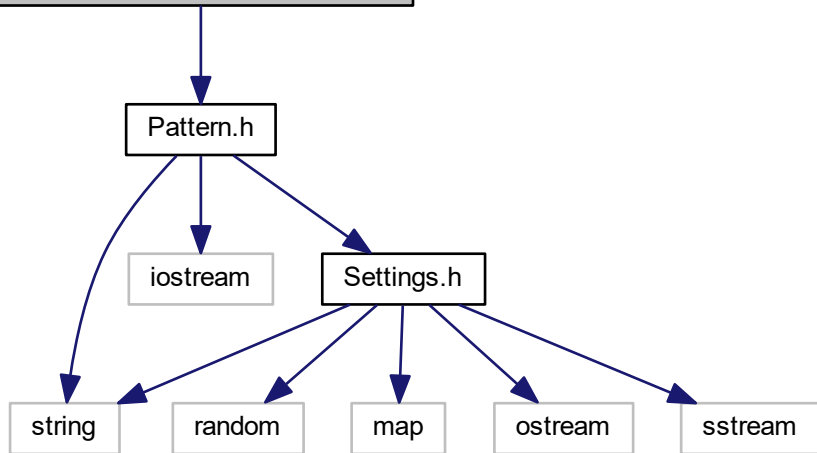 Pattern.h
iostream
Settings.h
string
random
map
ostream
sstream